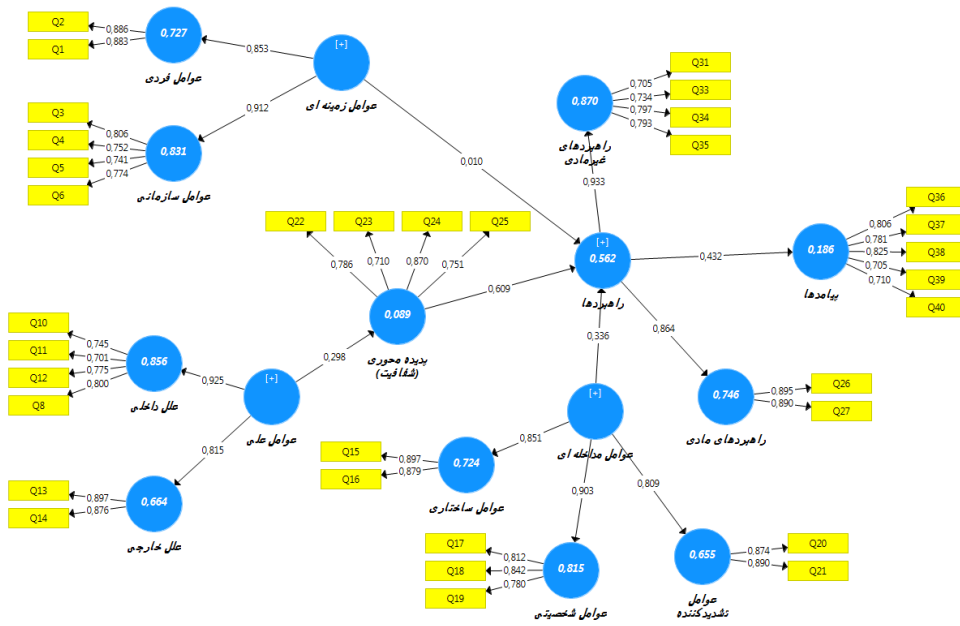 Q2
Q1
0,886
0,883
0,727
عوامل فردی
0,853
[+]
عوامل زمینه ای
0,912
Q3
Q4
Q5
Q6
0,806
0,752
0,741
0,774
0,831
عوامل سازمانی
0,010
Q31
Q33
Q34
Q35
0,705
0,734
0,797
0,793
0,870
راهبردهای
غیرمادی
0,933
Q22
Q23
Q24
Q25
0,786
0,710
0,870
0,751
0,089
پدیده محوری
(شفافیت)
0,609
[+]
0,562
راهبردها
0,432
0,186
پیامدها
0,806
0,781
0,825
0,705
0,710
Q36
Q37
Q38
Q39
Q40
0,864
0,746
راهبردهای مادی
0,895
0,890
Q26
Q27
0,336
0,298
Q10
Q11
Q12
Q8
0,745
0,701
0,775
0,800
0,856
علل داخلی
0,925
[+]
عوامل علی
0,815
Q13
Q14
0,897
0,876
0,664
علل خارجی
[+]
عوامل مداخله ای
0,851
Q15
Q16
0,897
0,879
0,724
عوامل ساختاری
0,903
0,809
Q17
Q18
Q19
0,812
0,842
0,780
0,815
عوامل شخصیتی
0,655
عوامل
تشدیدکننده
0,874
0,890
Q20
Q21